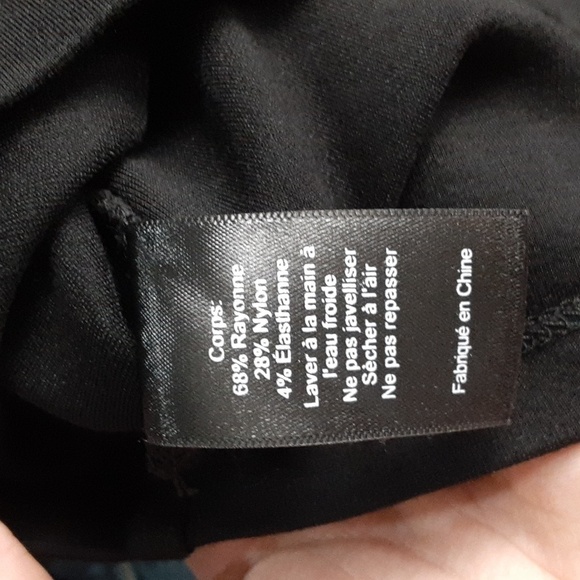 Corps:
68% Rayonne
28% Nylon
4% Élasthanne
Laver à la main à
l'eau froide
Ne pas javelliser
Sècher à l'air
Ne pas repasser
Fabriqué en Chine